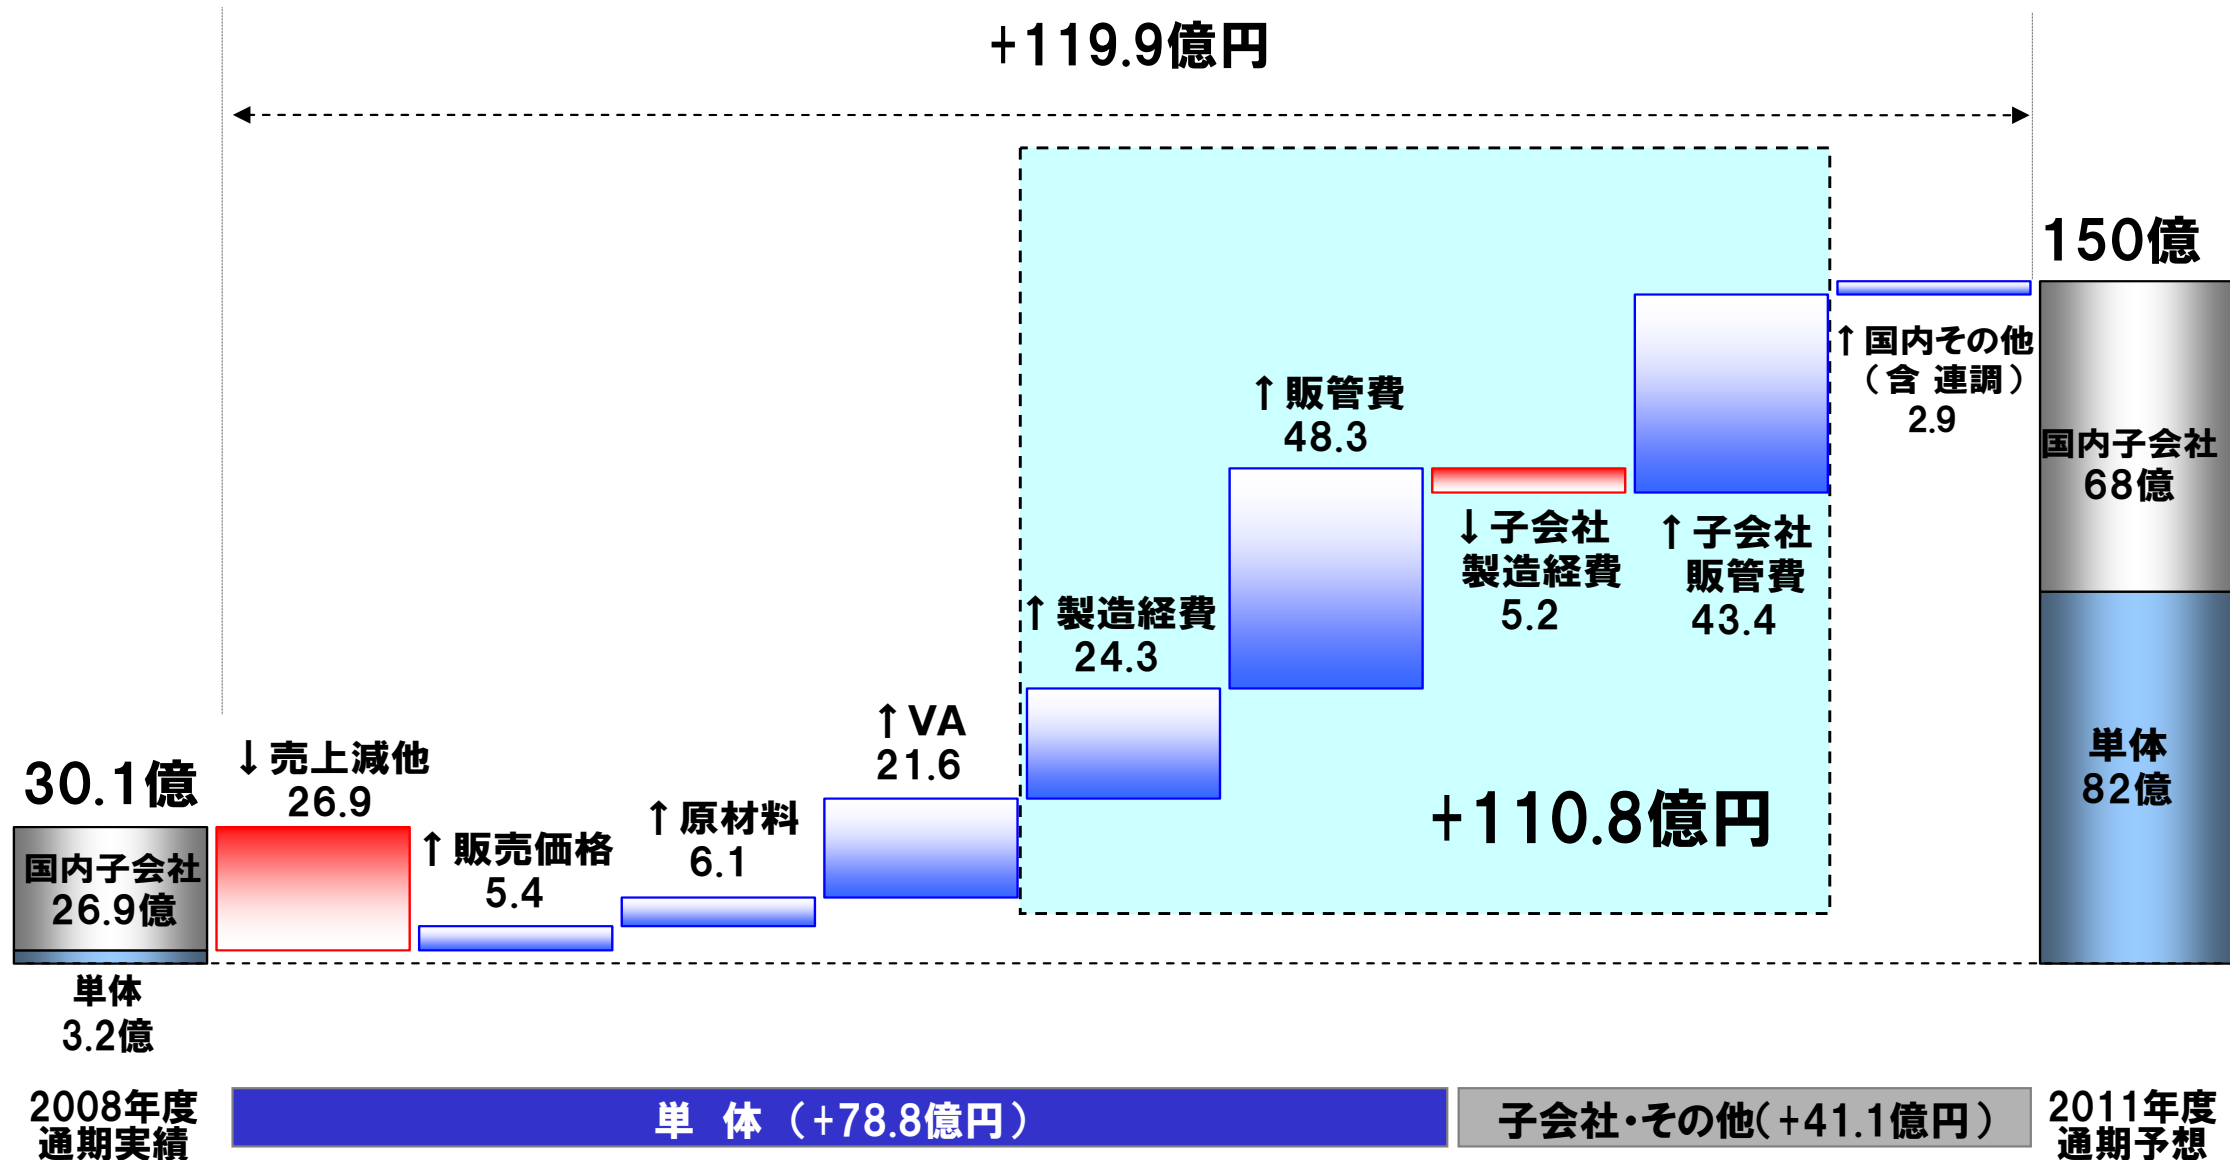 +119.9億円
30.1億
国内子会社
26.9億
単体
3.2億
2008年度
通期実績
↓売上減他
26.9
↑販売価格
5.4
↑原材料
6.1
↑VA
21.6
↑製造経費
24.3
↑販管費
48.3
↓子会社
製造経費
5.2
↑子会社
販管費
43.4
+110.8億円
↑国内その他
(含 連調)
2.9
150億
国内子会社
68億
単体
82億
単 体 (+78.8億円)
子会社・その他(+41.1億円)
2011年度
通期予想